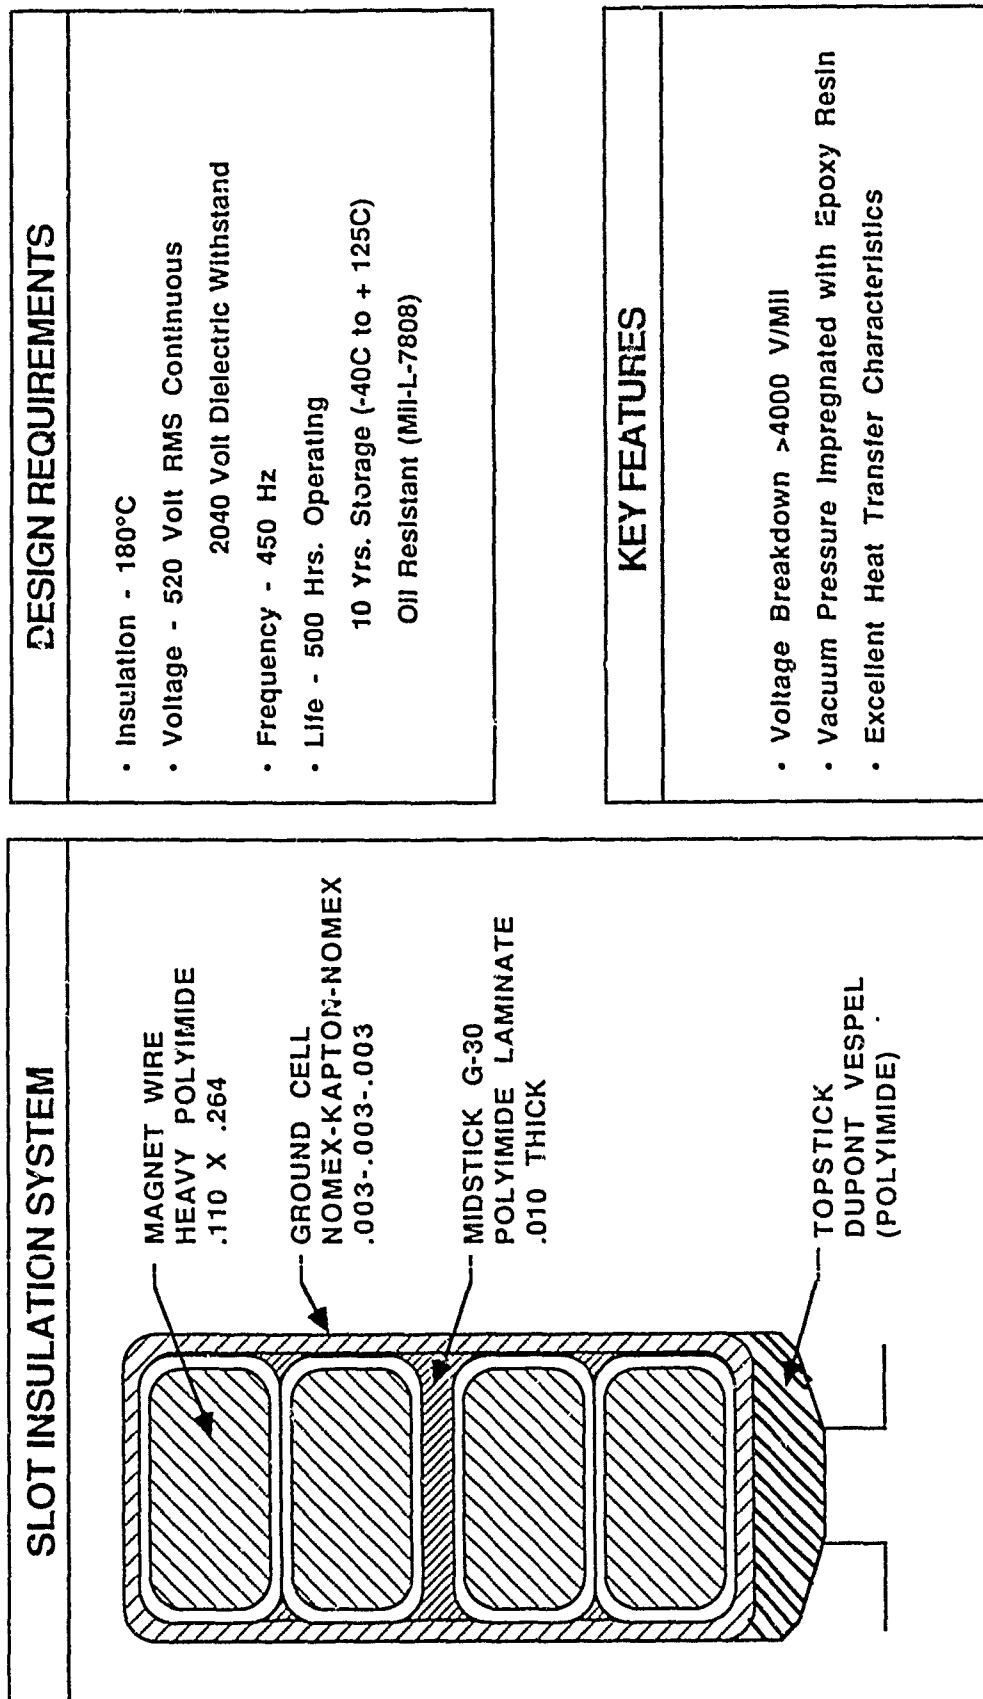 SLOT INSULATION SYSTEM
MAGNET WIRE
HEAVY POLYIMIDE
.110 X .264
GROUND CELL
NOMEX-KAPTON-NOMEX
.003-.003-.003
MIDSTICK G-30
POLYIMIDE LAMINATE
.010 THICK
TOPSTICK
DUPONT VESPEL
(POLYIMIDE)
DESIGN REQUIREMENTS
• Insulation - 180°C
• Voltage - 520 Volt RMS Continuous
2040 Volt Dielectric Withstand
• Frequency - 450 Hz
• Life - 500 Hrs. Operating
10 Yrs. Storage (-40C to + 125C)
Oil Resistant (Mil-L-7808)
KEY FEATURES
• Voltage Breakdown >4000 V/Mil
• Vacuum Pressure Impregnated with Epoxy Resin
• Excellent Heat Transfer Characteristics